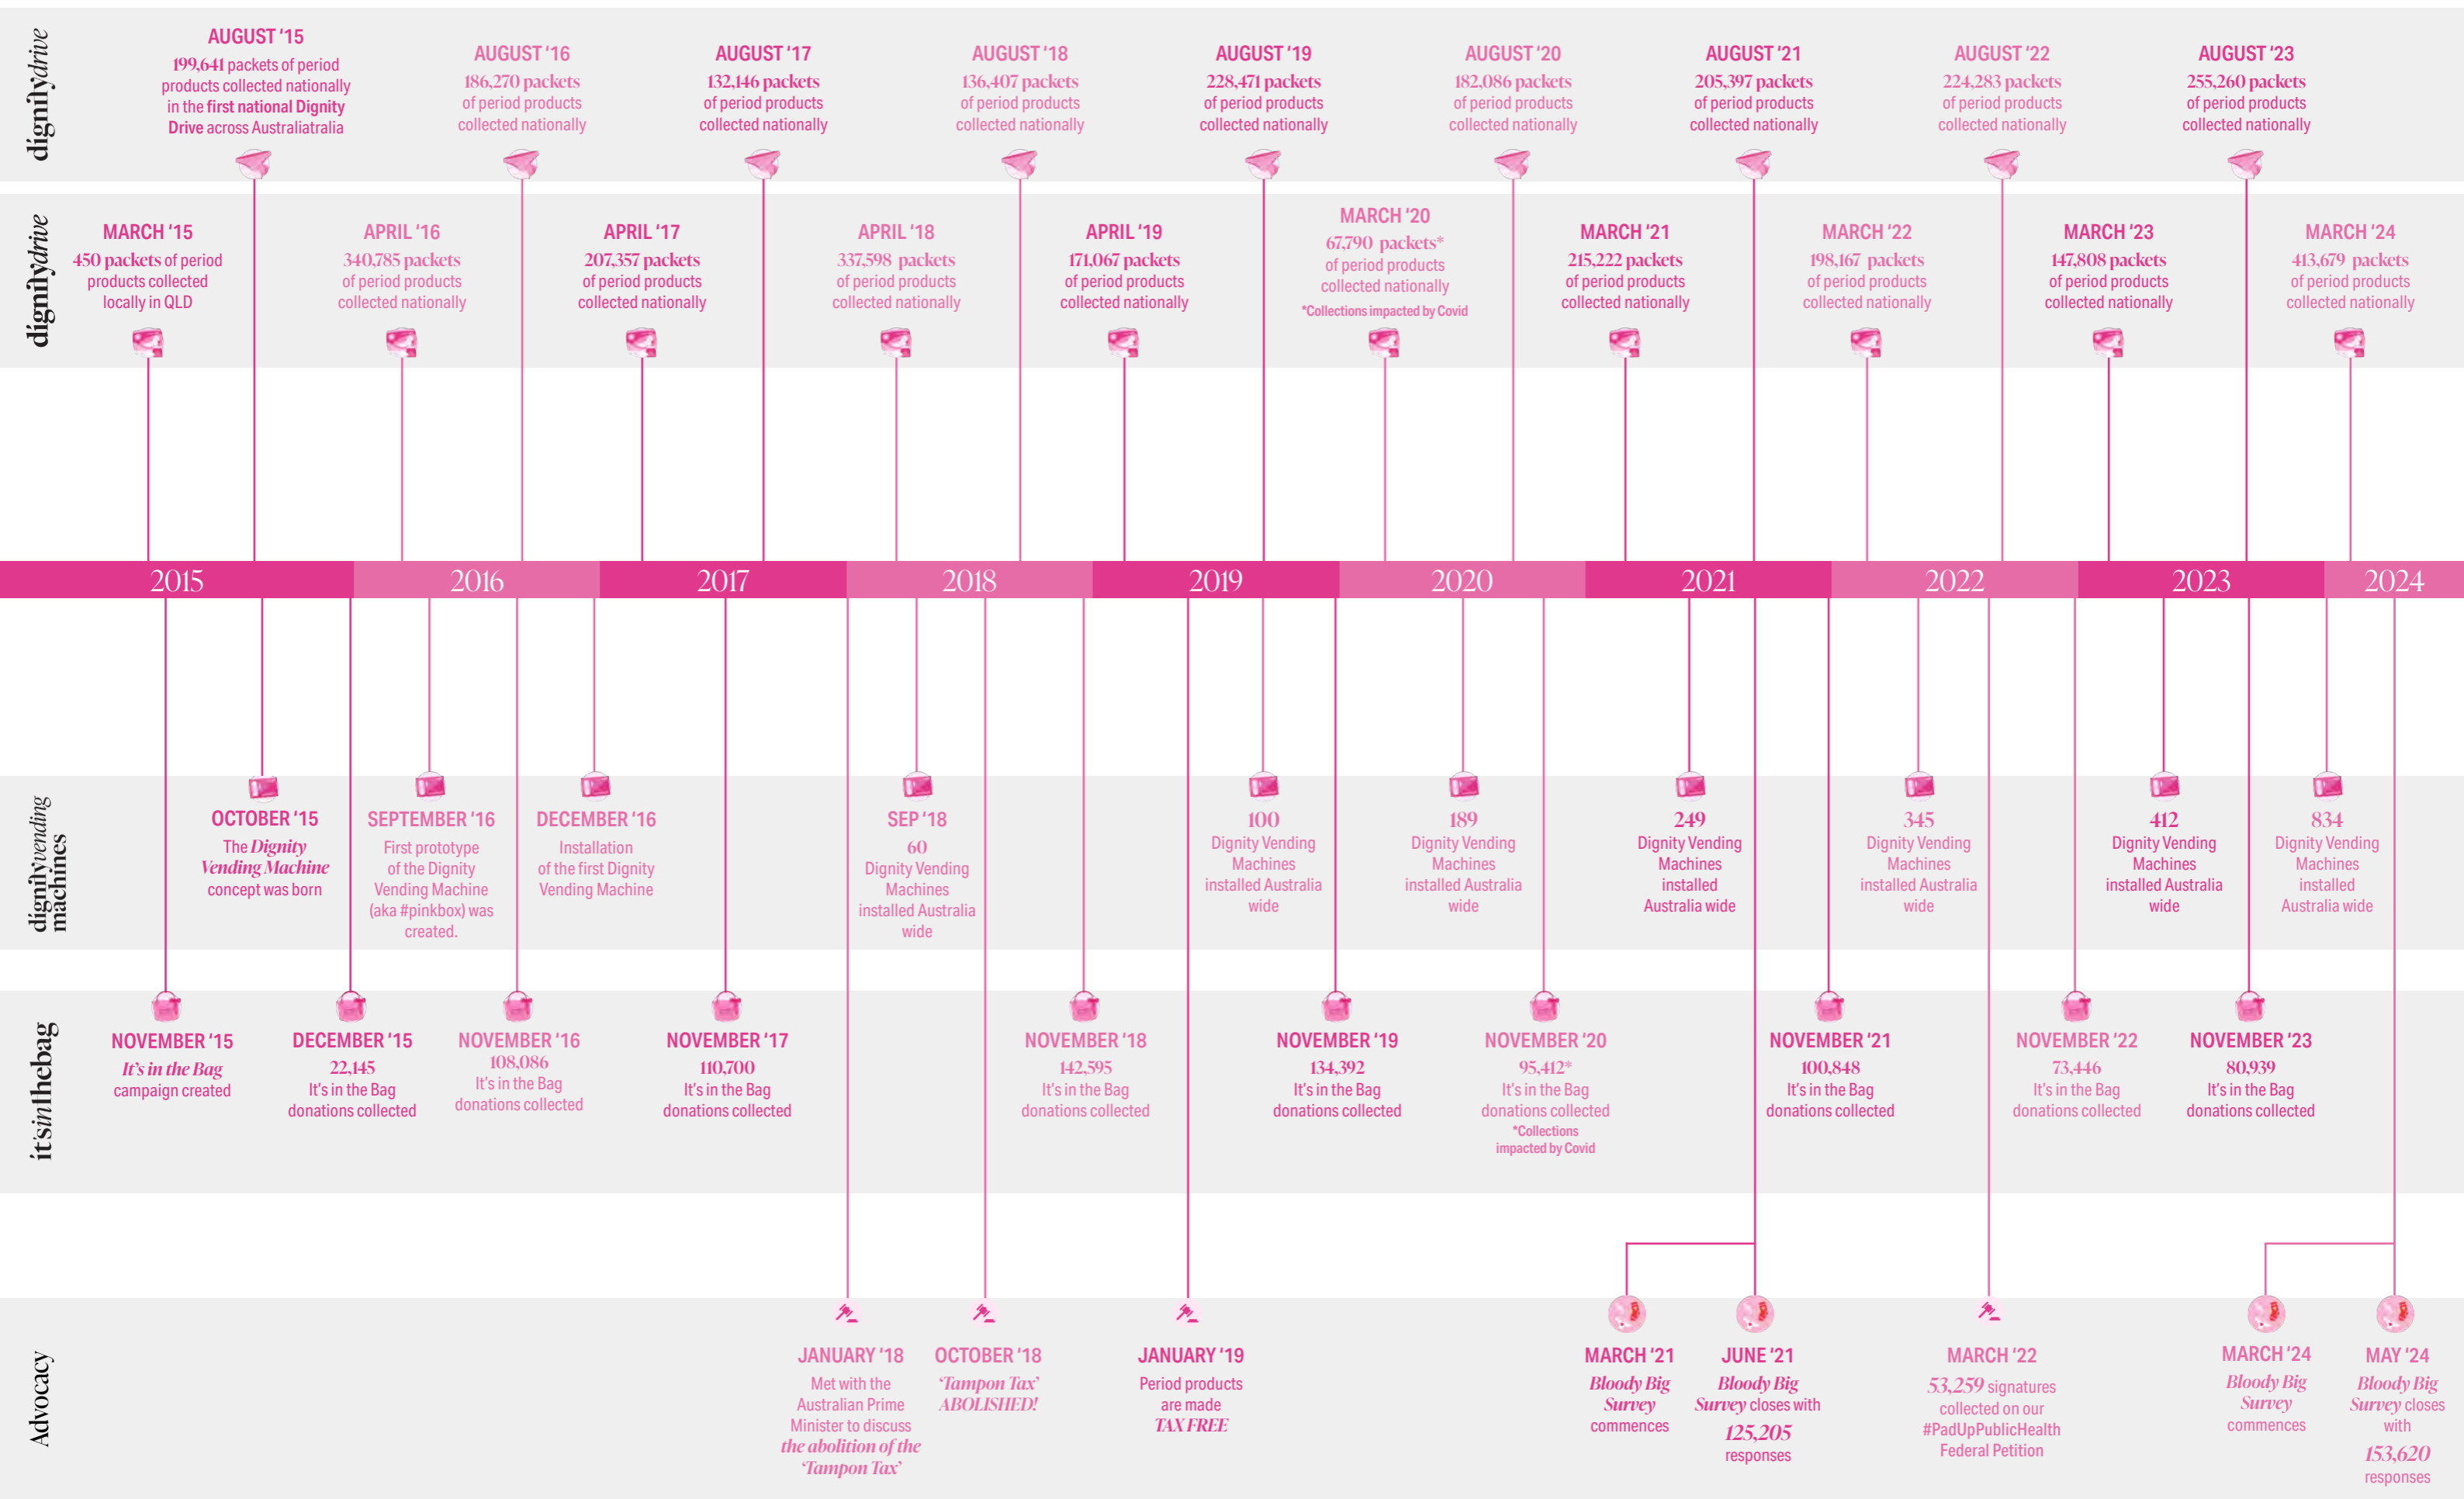 dignitydrive
AUGUST ‘15
199,641 packets of period
products collected nationally
in the first national Dignity
Drive across Australiatralia
AUGUST ‘16
186,270 packets
of period products
collected nationally
AUGUST ‘17
132,146 packets
of period products
collected nationally
AUGUST ‘18
136,407 packets
of period products
collected nationally
AUGUST ‘19
228,471 packets
of period products
collected nationally
AUGUST ‘20
182,086 packets
of period products
collected nationally
AUGUST ‘21
205,397 packets
of period products
collected nationally
AUGUST ‘22
224,283 packets
of period products
collected nationally
AUGUST ‘23
255,260 packets
of period products
collected nationally
dignitydrive
MARCH ‘15
450 packets of period
products collected
locally in QLD
APRIL ‘16
340,785 packets
of period products
collected nationally
APRIL ‘17
207,357 packets
of period products
collected nationally
APRIL ‘18
337,598 packets
of period products
collected nationally
APRIL ‘19
171,067 packets
of period products
collected nationally
MARCH ‘20
67,790 packets*
of period products
collected nationally
*Collections impacted by Covid
MARCH ‘21
215,222 packets
of period products
collected nationally
MARCH ‘22
198,167 packets
of period products
collected nationally
MARCH ‘23
147,808 packets
of period products
collected nationally
MARCH ‘24
413,679 packets
of period products
collected nationally
2015
2016
2017
2018
2019
2020
2021
2022
2023
2024
dignityvending
machines
OCTOBER ‘15
The Dignity
Vending Machine
concept was born
SEPTEMBER ‘16
First prototype
of the Dignity
Vending Machine
(aka #pinkbox) was
created.
DECEMBER ‘16
Installation
of the first Dignity
Vending Machine
SEP ‘18
60
Dignity Vending
Machines
installed Australia
wide
100
Dignity Vending
Machines
installed Australia
wide
189
Dignity Vending
Machines
installed Australia
wide
249
Dignity Vending
Machines
installed
Australia wide
345
Dignity Vending
Machines
installed Australia
wide
412
Dignity Vending
Machines
installed Australia
wide
834
Dignity Vending
Machines
installed
Australia wide
it'sinthebag
NOVEMBER ‘15
It’s in the Bag
campaign created
DECEMBER ‘15
22,145
It’s in the Bag
donations collected
NOVEMBER ‘16
108,086
It’s in the Bag
donations collected
NOVEMBER ‘17
110,700
It’s in the Bag
donations collected
NOVEMBER ‘18
142,595
It’s in the Bag
donations collected
NOVEMBER ‘19
134,392
It’s in the Bag
donations collected
NOVEMBER ‘20
95,412*
It’s in the Bag
donations collected
*Collections
impacted by Covid
NOVEMBER ‘21
100,848
It’s in the Bag
donations collected
NOVEMBER ‘22
73,446
It’s in the Bag
donations collected
NOVEMBER ‘23
80,939
It’s in the Bag
donations collected
Advocacy
JANUARY ‘18
Met with the
Australian Prime
Minister to discuss
the abolition of the
‘Tampon Tax’
OCTOBER ‘18
‘Tampon Tax’
ABOLISHED!
JANUARY ‘19
Period products
are made
TAX FREE
MARCH ‘21
Bloody Big
Survey
commences
JUNE ‘21
Bloody Big
Survey closes with
125,205
responses
MARCH ‘22
53,259 signatures
collected on our
#PadUpPublicHealth
Federal Petition
MARCH ‘24
Bloody Big
Survey
commences
MAY ‘24
Bloody Big
Survey closes
with
153,620
responses